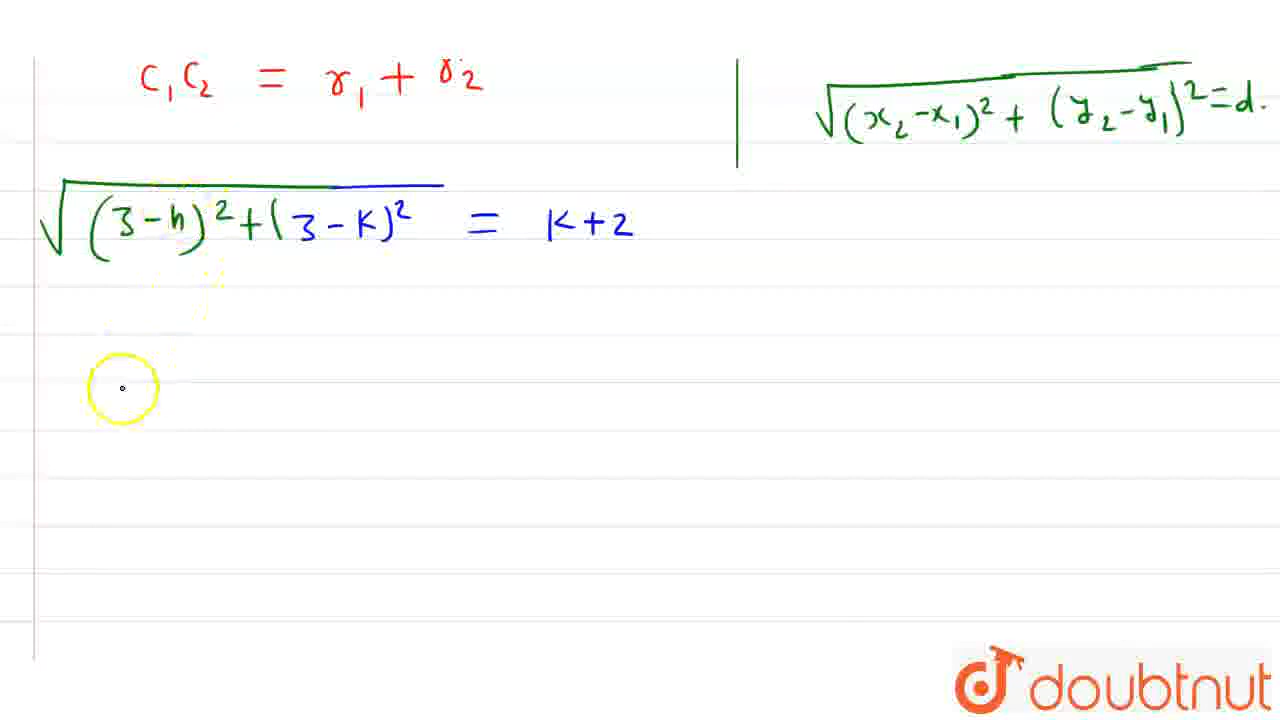 C₁C₂ = r₁ + r₂
√(x₂-x₁)² + (y₂-y₁)² = d.
√(3-h)² + (3-k)² = k+2
doubtnut